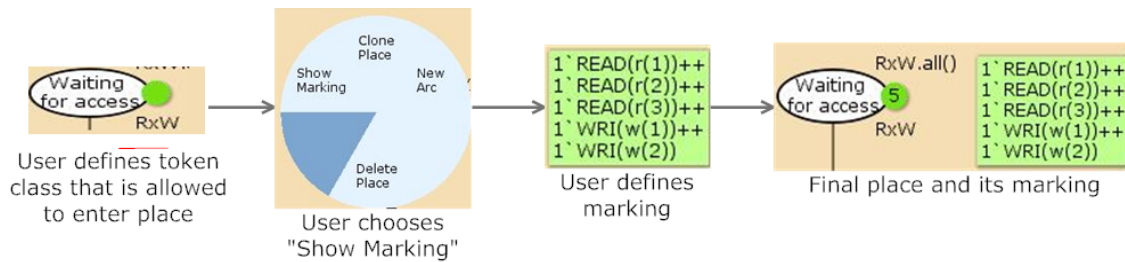 Waiting
for access
RxW
User defines token
class that is allowed
to enter place
Clone
Place
Show
Marking
New
Arc
Delete
Place
User chooses
"Show Marking"
1`READ(r(1))++
1`READ(r(2))++
1`READ(r(3))++
1`WRI(w(1))++
1`WRI(w(2))
User defines
marking
RxW.all()
Waiting
for access
5
RxW
1`READ(r(1))++
1`READ(r(2))++
1`READ(r(3))++
1`WRI(w(1))++
1`WRI(w(2))
Final place and its marking